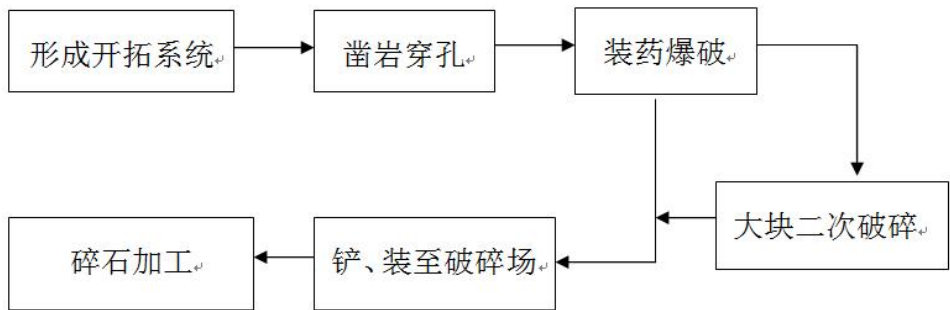 形成开拓系统
凿岩穿孔
装药爆破
大块二次破碎
铲、装至破碎场
碎石加工